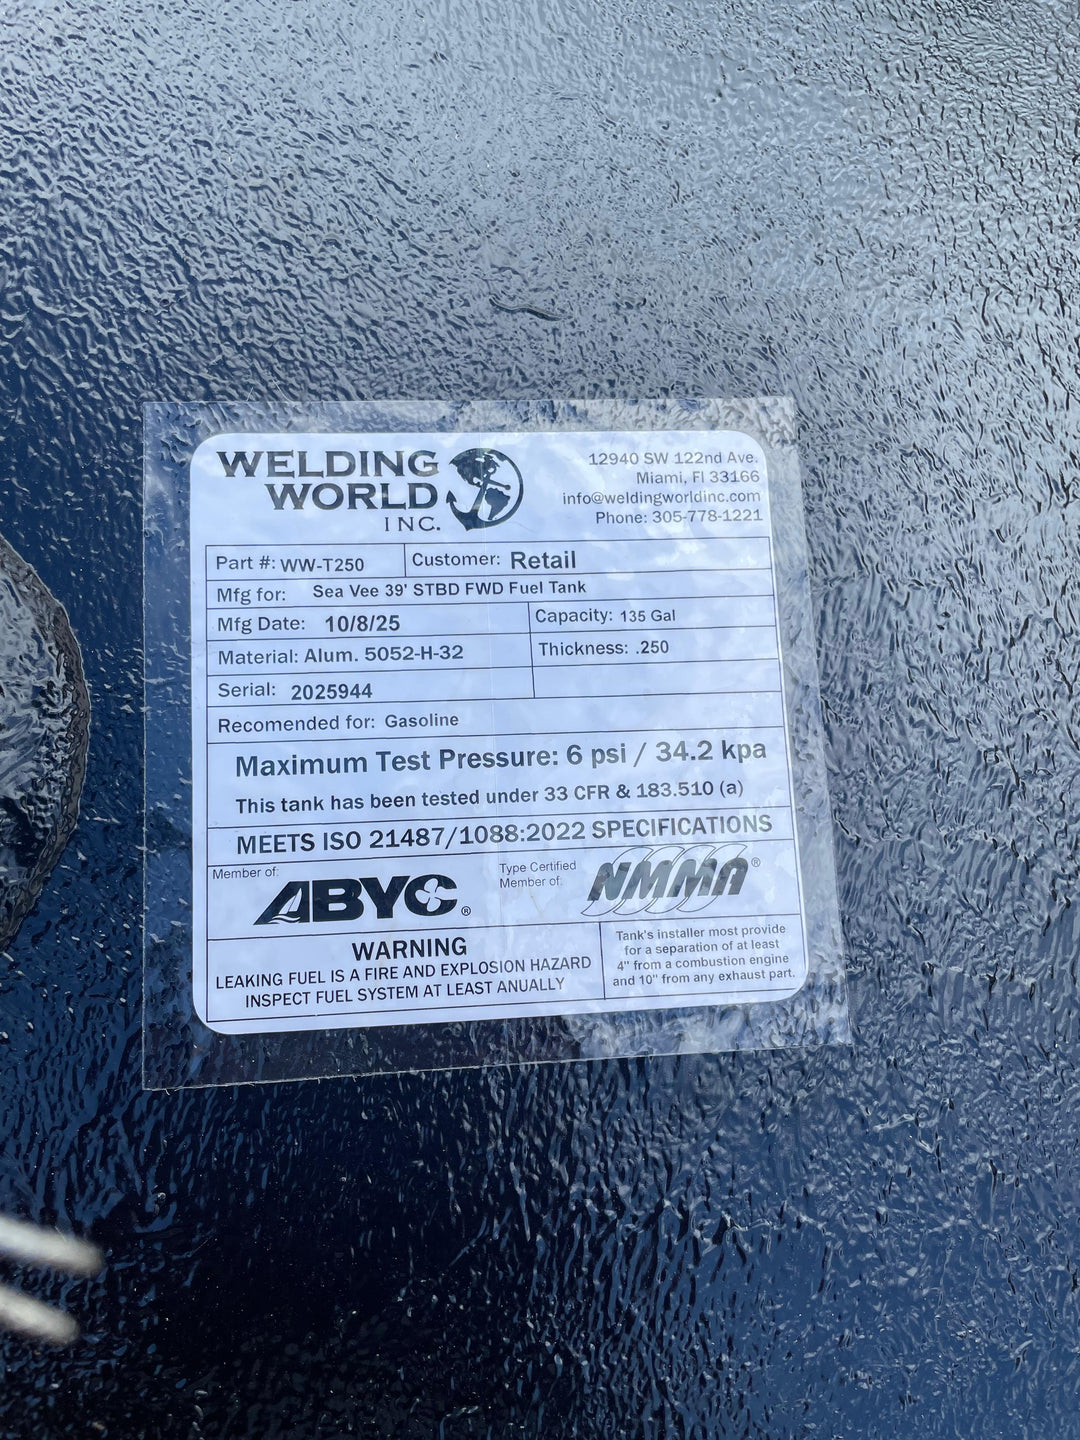 WELDING
WORLD
INC.
12940 SW 122nd Ave.
Miami, Fl 33166
info@weldingworldinc.com
Phone: 305-778-1221
Part #: WW-T250
Customer: Retail
Mfg for: Sea Vee 39' STBD FWD Fuel Tank
Mfg Date: 10/8/25
Capacity: 135 Gal
Material: Alum. 5052-H-32
Thickness: .250
Serial: 2025944
Recomended for: Gasoline
Maximum Test Pressure: 6 psi / 34.2 kpa
This tank has been tested under 33 CFR & 183.510 (a)
MEETS ISO 21487/1088:2022 SPECIFICATIONS
Member of:
ABYC®
Type Certified
Member of:
NMMA®
WARNING
LEAKING FUEL IS A FIRE AND EXPLOSION HAZARD
INSPECT FUEL SYSTEM AT LEAST ANUALLY
Tank's installer most provide
for a separation of at least
4" from a combustion engine
and 10" from any exhaust part.